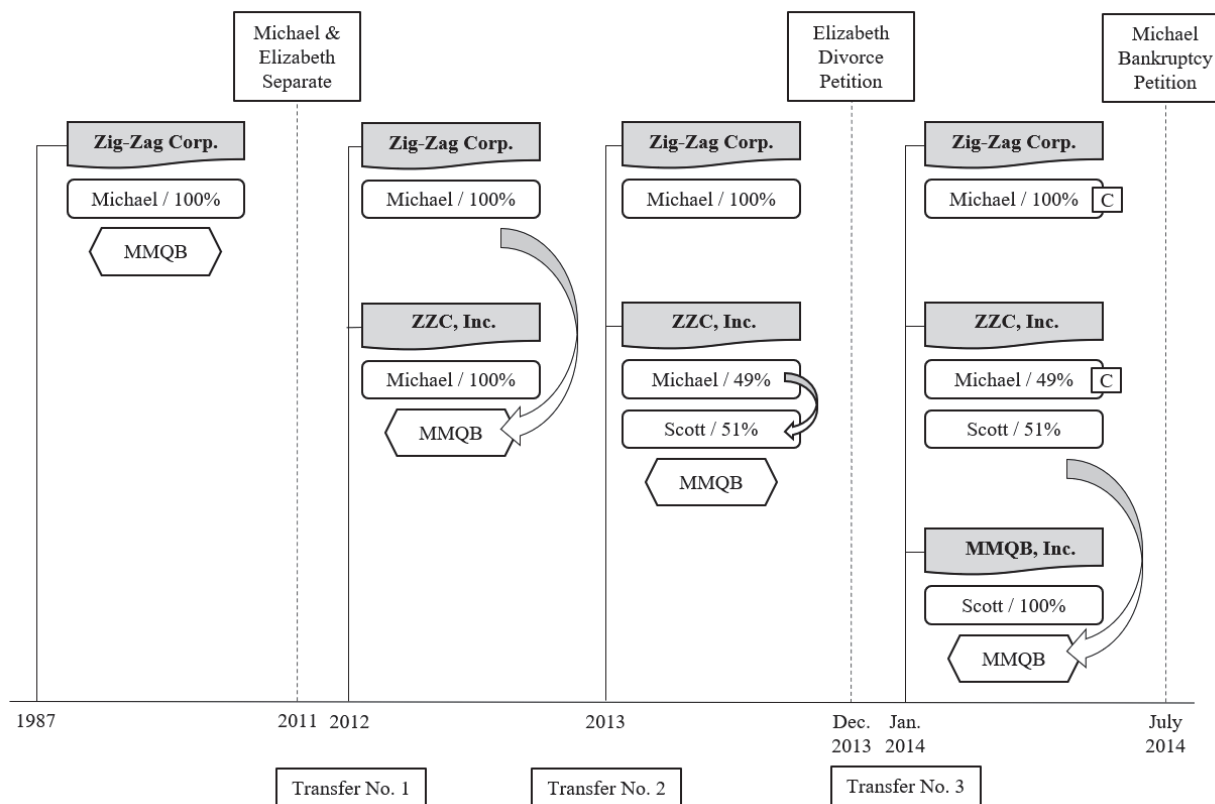 Michael &
Elizabeth
Separate
Elizabeth
Divorce
Petition
Michael
Bankruptcy
Petition
Zig-Zag Corp.
Michael / 100%
MMQB
Zig-Zag Corp.
Michael / 100%
ZZC, Inc.
Michael / 100%
MMQB
Zig-Zag Corp.
Michael / 100%
ZZC, Inc.
Michael / 49%
Scott / 51%
MMQB
Zig-Zag Corp.
Michael / 100%
C
ZZC, Inc.
Michael / 49%
C
Scott / 51%
MMQB, Inc.
Scott / 100%
MMQB
1987
2011
2012
2013
Dec.
2013
Jan.
2014
July
2014
Transfer No. 1
Transfer No. 2
Transfer No. 3